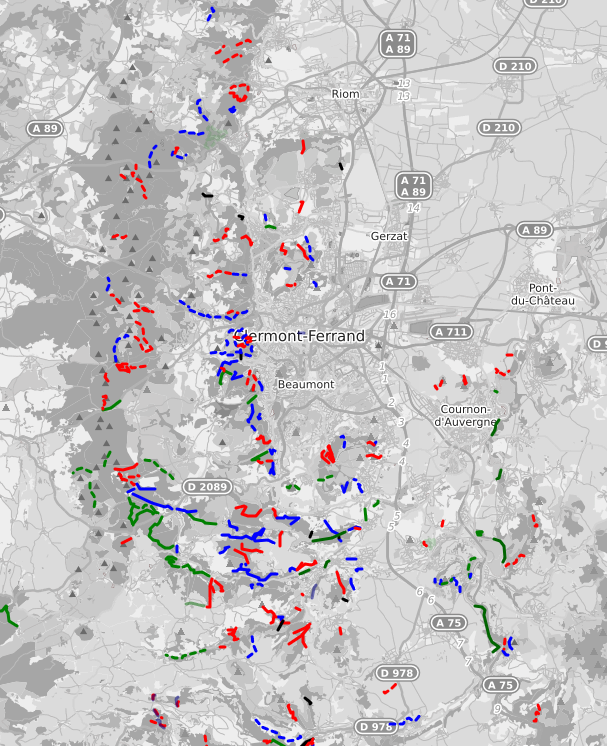 D 210
A 71
A 89
D 210
13
13
Riom
A 89
D 210
A 71
A 89
14
A 89
Gerzat
A 71
Pont-
du-Château
16
A 711
Clermont-Ferrand
D 9
1
1
Beaumont
2
3
Cournon-
d'Auvergne
4
4
D 2089
5
5
6
6
A 75
7
7
D 978
A 75
9
D 978